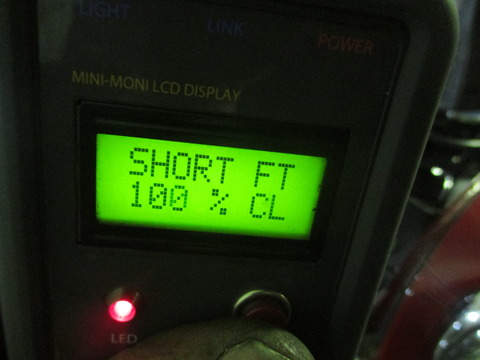 LIGHT LINK POWER
MINI-MONI LCD DISPLAY
SHORT FT
100 % CL
LED